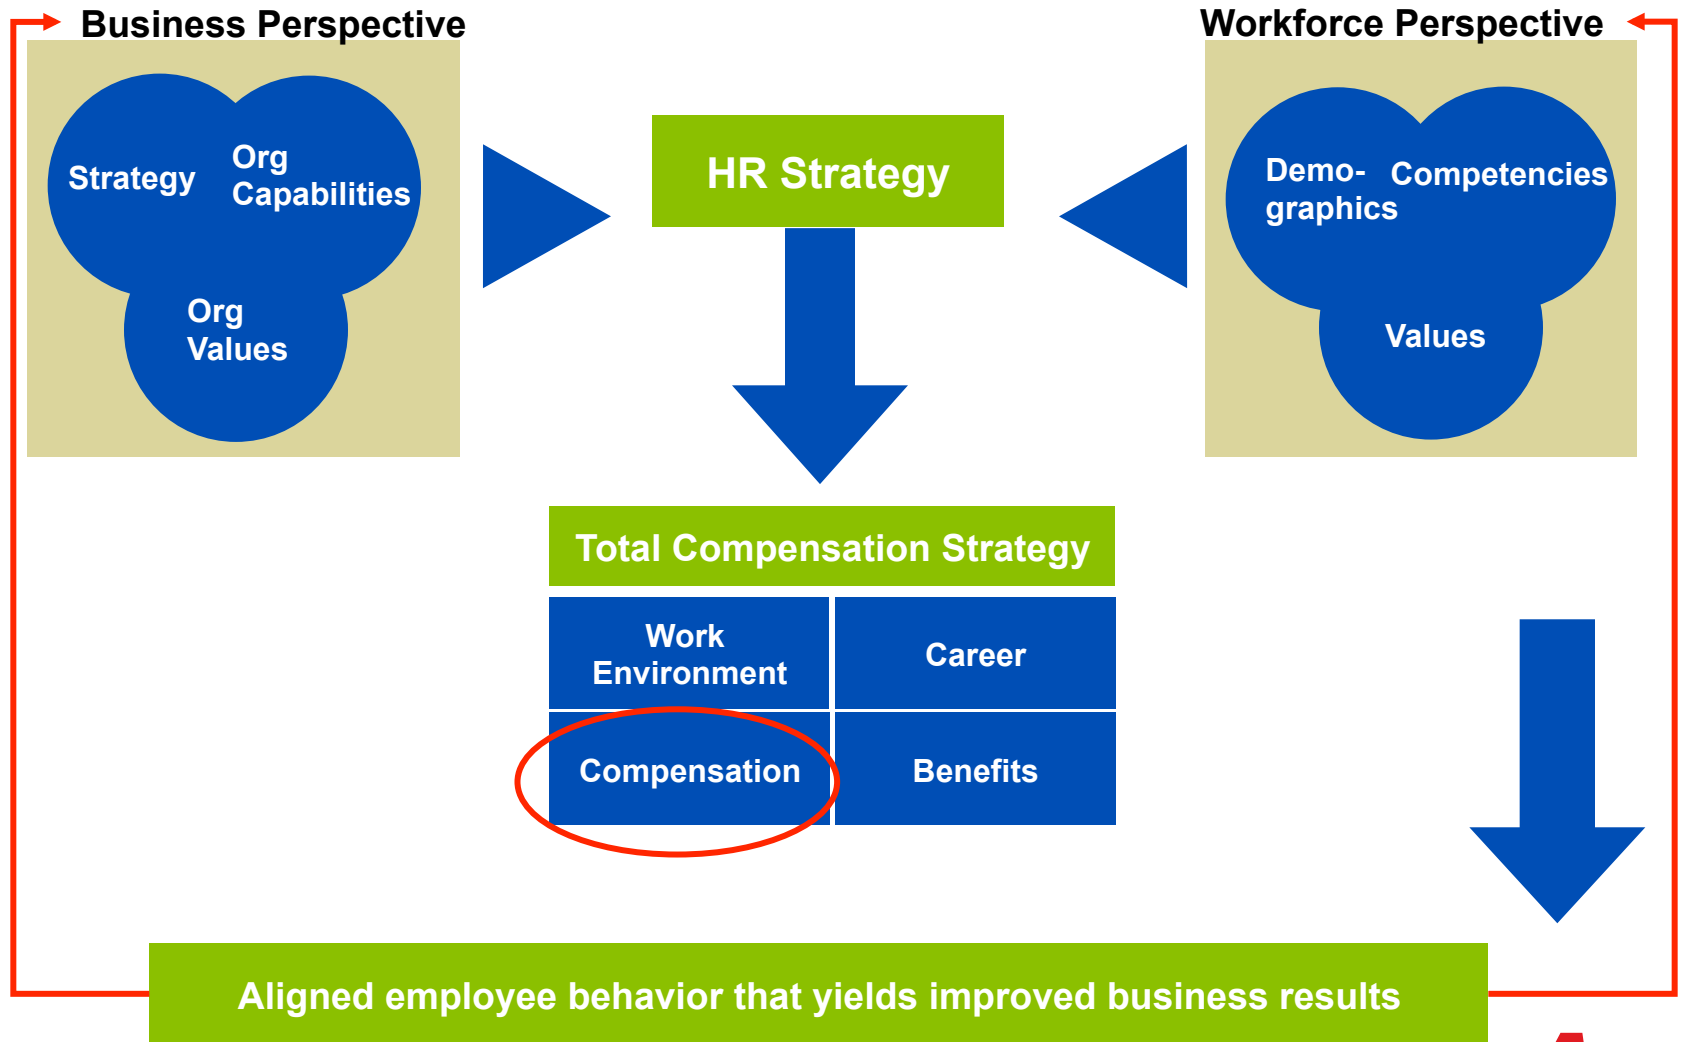 Business Perspective
Workforce Perspective
Strategy
Org
Capabilities
Org
Values
HR Strategy
Demo-
graphics
Competencies
Values
Total Compensation Strategy
Work
Environment
Career
Compensation
Benefits
Aligned employee behavior that yields improved business results